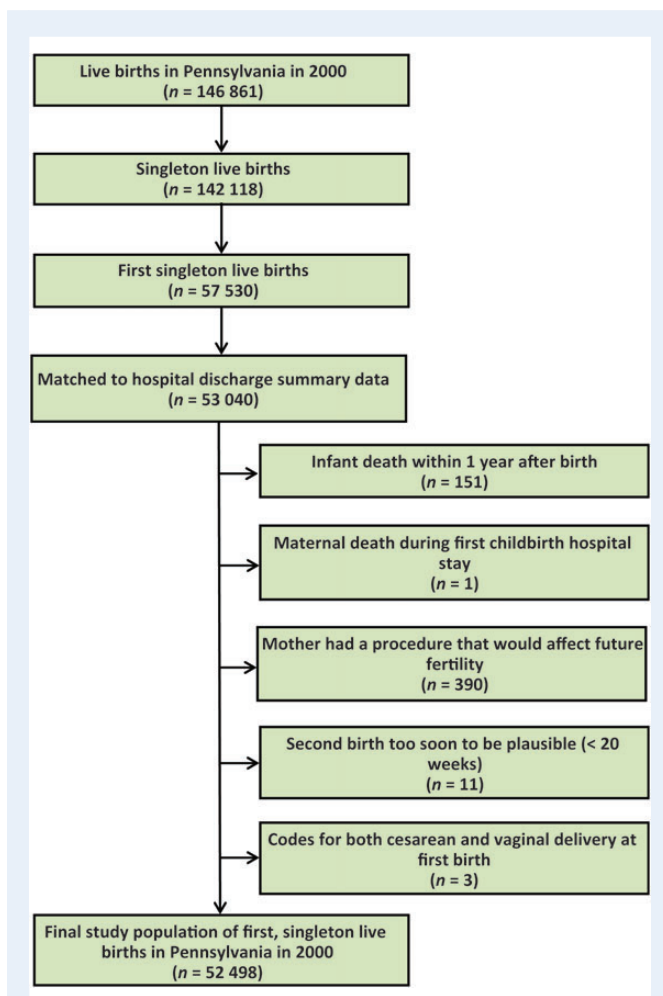 Live births in Pennsylvania in 2000
(n = 146 861)
Singleton live births
(n = 142 118)
First singleton live births
(n = 57 530)
Matched to hospital discharge summary data
(n = 53 040)
Infant death within 1 year after birth
(n = 151)
Maternal death during first childbirth hospital
stay
(n = 1)
Mother had a procedure that would affect future
fertility
(n = 390)
Second birth too soon to be plausible (< 20
weeks)
(n = 11)
Codes for both cesarean and vaginal delivery at
first birth
(n = 3)
Final study population of first, singleton live
births in Pennsylvania in 2000
(n = 52 498)